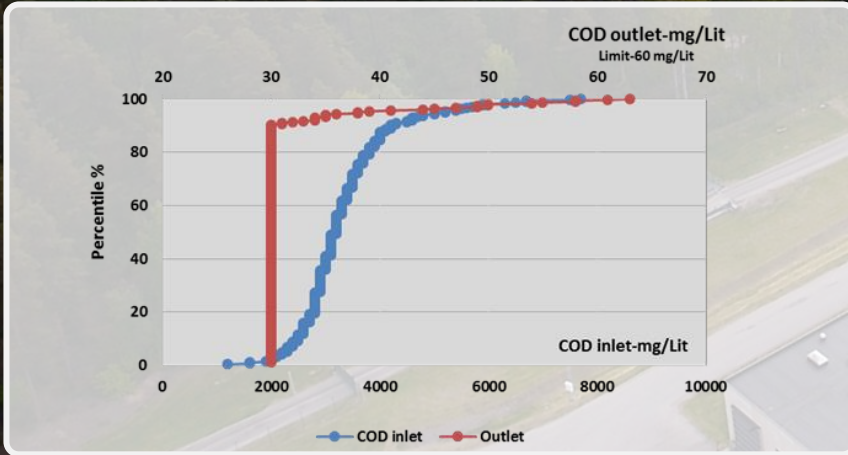 COD outlet-mg/Lit
Limit-60 mg/Lit
20 30 40 50 60 70
100
80
60
40
20
0
Percentile %
COD inlet-mg/Lit
0 2000 4000 6000 8000 10000
COD inlet Outlet